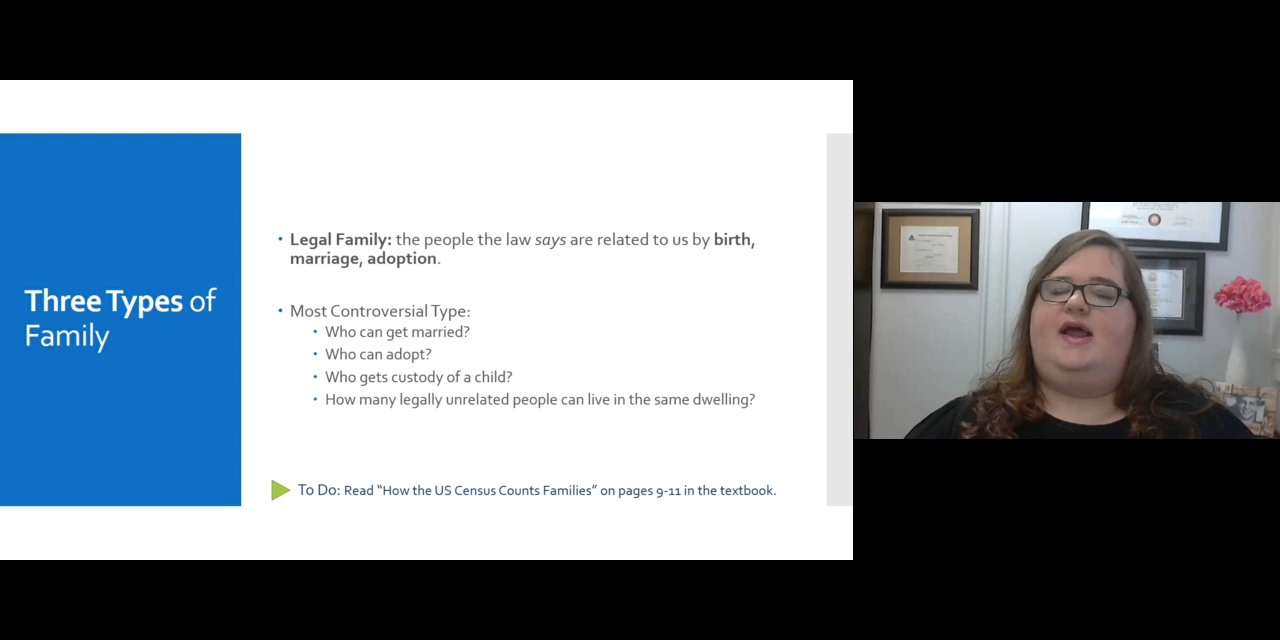 Three Types of
Family
• Legal Family: the people the law says are related to us by birth,
marriage, adoption.
• Most Controversial Type:
• Who can get married?
• Who can adopt?
• Who gets custody of a child?
• How many legally unrelated people can live in the same dwelling?
To Do: Read “How the US Census Counts Families” on pages 9-11 in the textbook.